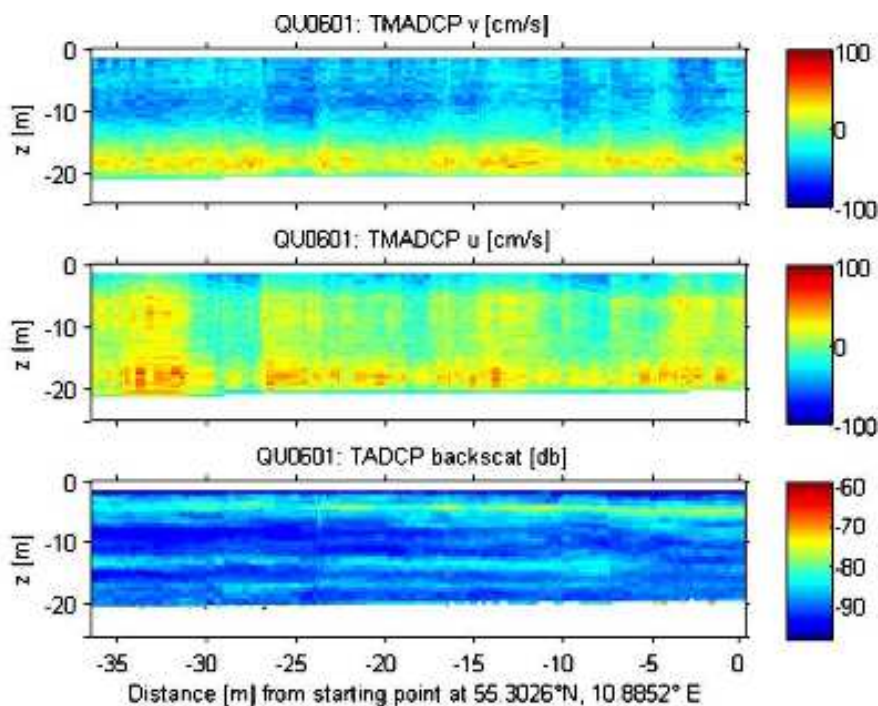 QU0601: TMADCP v [cm/s]
0
-10
-20
z [m]
100
0
-100
QU0601: TMADCP u [cm/s]
0
-10
-20
z [m]
100
0
-100
QU0601: TADCP backscat [db]
0
-10
-20
z [m]
-60
-70
-80
-90
-35 -30 -25 -20 -15 -10 -5 0
Distance [m] from starting point at 55.3026°N, 10.8852° E